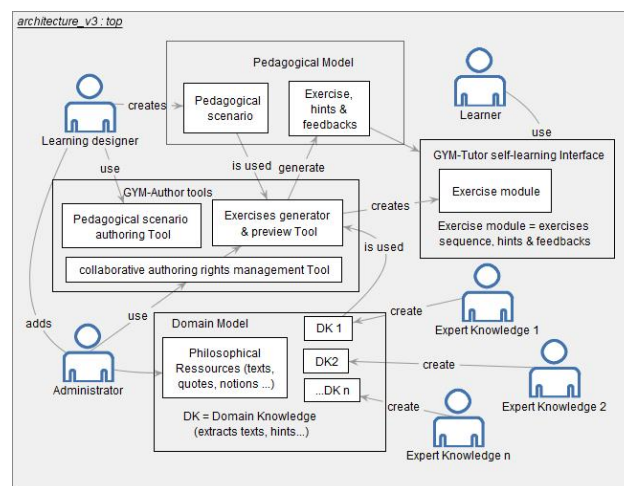 architecture_v3 : top
Pedagogical Model
Pedagogical
scenario
Exercise,
hints &
feedbacks
creates
Learning designer
Learner
use
use
is used
generate
GYM-Tutor self-learning Interface
Exercise module
Exercise module = exercises
sequence, hints & feedbacks
GYM-Author tools
Pedagogical scenario
authoring Tool
Exercises generator
& preview Tool
creates
is used
collaborative authoring rights management Tool
adds
use
Administrator
Domain Model
Philosophical
Ressources (texts,
quotes, notions ...)
DK 1
DK2
...DK n
DK = Domain Knowledge
(extracts texts, hints...)
create
Expert Knowledge 1
create
Expert Knowledge 2
create
Expert Knowledge n